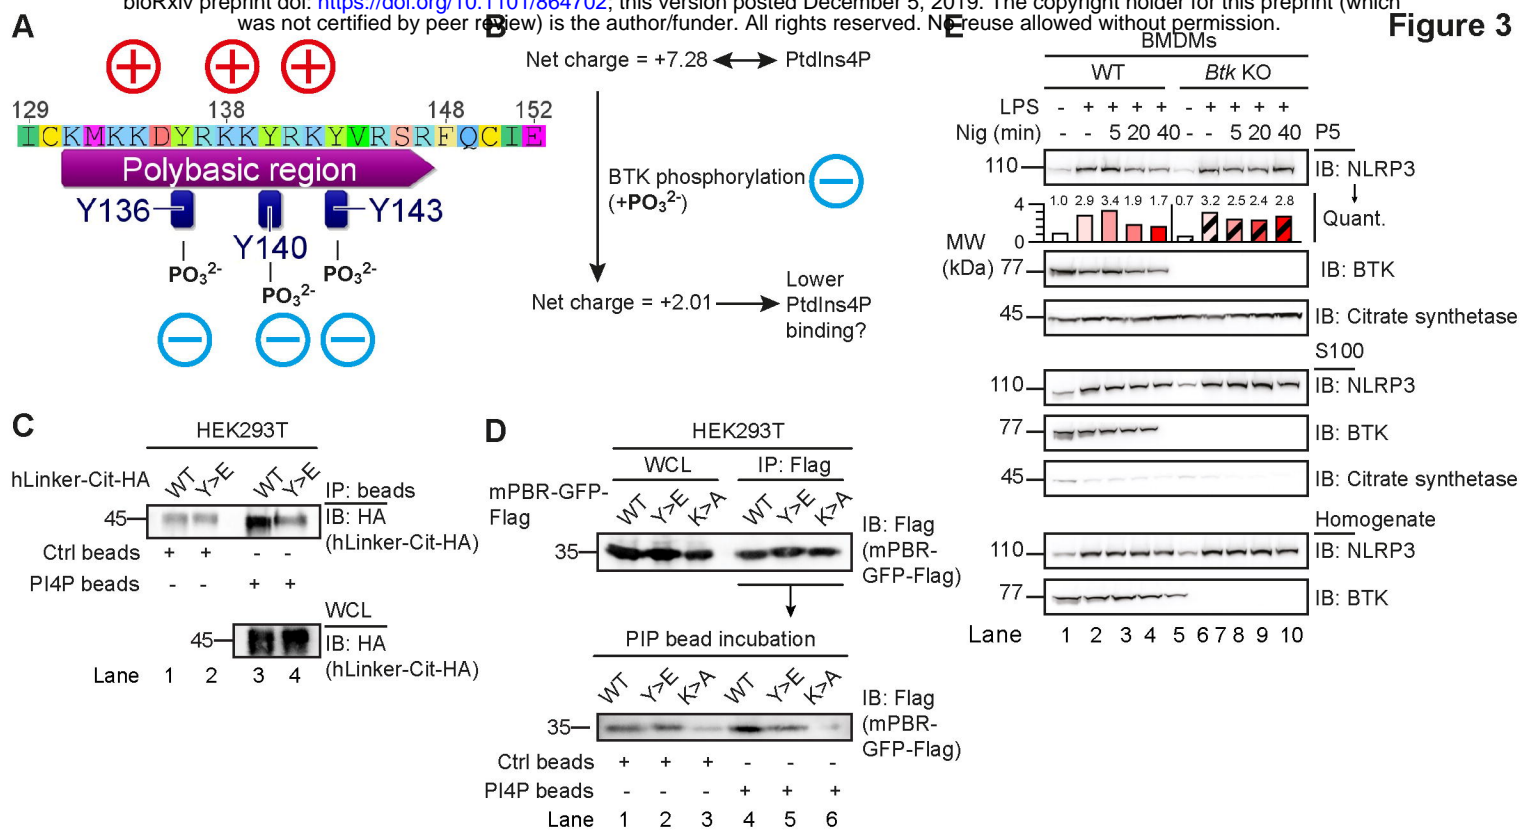 bioRxiv preprint doi: https://doi.org/10.1101/864702; this version posted December 5, 2019. The copyright holder for this preprint (which
was not certified by peer review) is the author/funder. All rights reserved. No reuse allowed without permission.
Figure 3
A
129 138 148 152
ICKMKKDYRKKYRKYVRSRFQCIE
Polybasic region
Y136 Y143
Y140
PO₃²⁻ PO₃²⁻
PO₃²⁻
B
Net charge = +7.28 PtdIns4P
BTK phosphorylation
(+PO₃²⁻)
Net charge = +2.01
Lower
PtdIns4P
binding?
C
HEK293T
hLinker-Cit-HA WT Y>E WT Y>E
IP: beads
45
IB: HA
(hLinker-Cit-HA)
Ctrl beads + + - -
PI4P beads - - + +
WCL
45
IB: HA
(hLinker-Cit-HA)
Lane 1 2 3 4
D
HEK293T
WCL IP: Flag
mPBR-GFP-
Flag
WT Y>E K>A WT Y>E K>A
35
IB: Flag
(mPBR-
GFP-Flag)
PIP bead incubation
WT Y>E K>A WT Y>E K>A
35
IB: Flag
(mPBR-
GFP-Flag)
Ctrl beads + + + - - -
PI4P beads - - - + + +
Lane 1 2 3 4 5 6
E
BMDMs
WT Btk KO
LPS - + + + + - + + + +
Nig (min) - - 5 20 40 - - 5 20 40
P5
110 IB: NLRP3
1.0 2.9 3.4 1.9 1.7 0.7 3.2 2.5 2.4 2.8
4
2
0
Quant.
MW
(kDa)
77 IB: BTK
45 IB: Citrate synthetase
S100
110 IB: NLRP3
77 IB: BTK
45 IB: Citrate synthetase
Homogenate
110 IB: NLRP3
77 IB: BTK
Lane 1 2 3 4 5 6 7 8 9 10